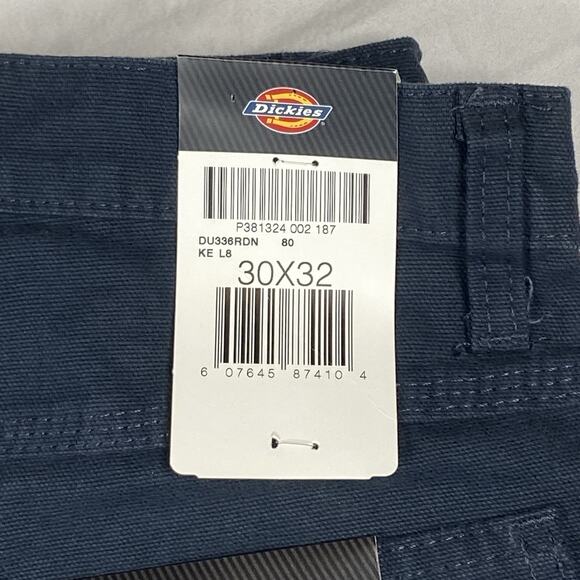 Dickies
P381324 002 187
DU336RDN 80
KE L8
30X32
6 07645 87410 4